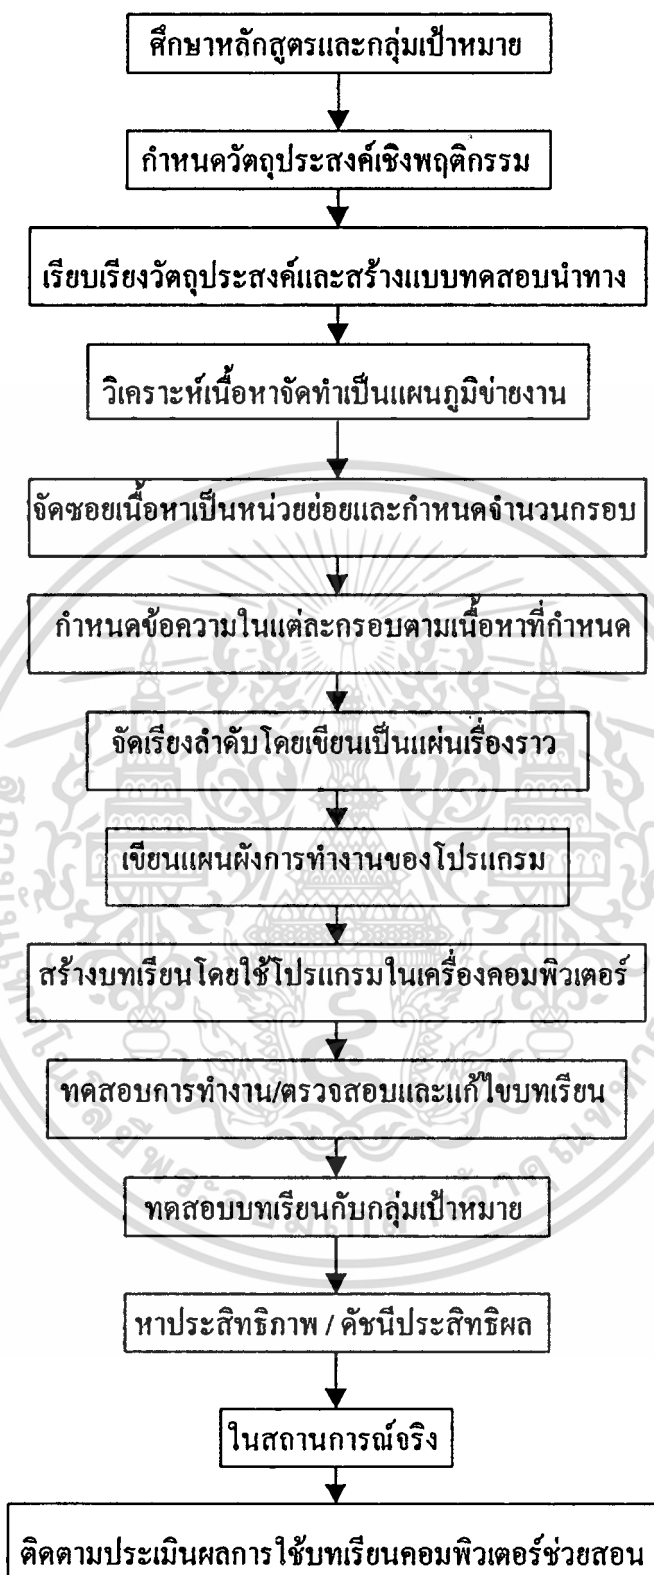 ศึกษาหลักสูตรและกลุ่มเป้าหมาย
กำหนดวัตถุประสงค์เชิงพฤติกรรม
เรียบเรียงวัตถุประสงค์และสร้างแบบทดสอบนำทาง
วิเคราะห์เนื้อหาจัดทำเป็นแผนภูมิข่ายงาน
จัดซอยเนื้อหาเป็นหน่วยย่อยและกำหนดจำนวนกรอบ
กำหนดข้อความในแต่ละกรอบตามเนื้อหาที่กำหนด
จัดเรียงลำดับโดยเขียนเป็นแผ่นเรื่องราว
เขียนแผนผังการทำงานของโปรแกรม
สร้างบทเรียนโดยใช้โปรแกรมในเครื่องคอมพิวเตอร์
ทดสอบการทำงาน/ตรวจสอบและแก้ไขบทเรียน
ทดสอบบทเรียนกับกลุ่มเป้าหมาย
หาประสิทธิภาพ / ดัชนีประสิทธิผล
ในสถานการณ์จริง
ติดตามประเมินผลการใช้บทเรียนคอมพิวเตอร์ช่วยสอน